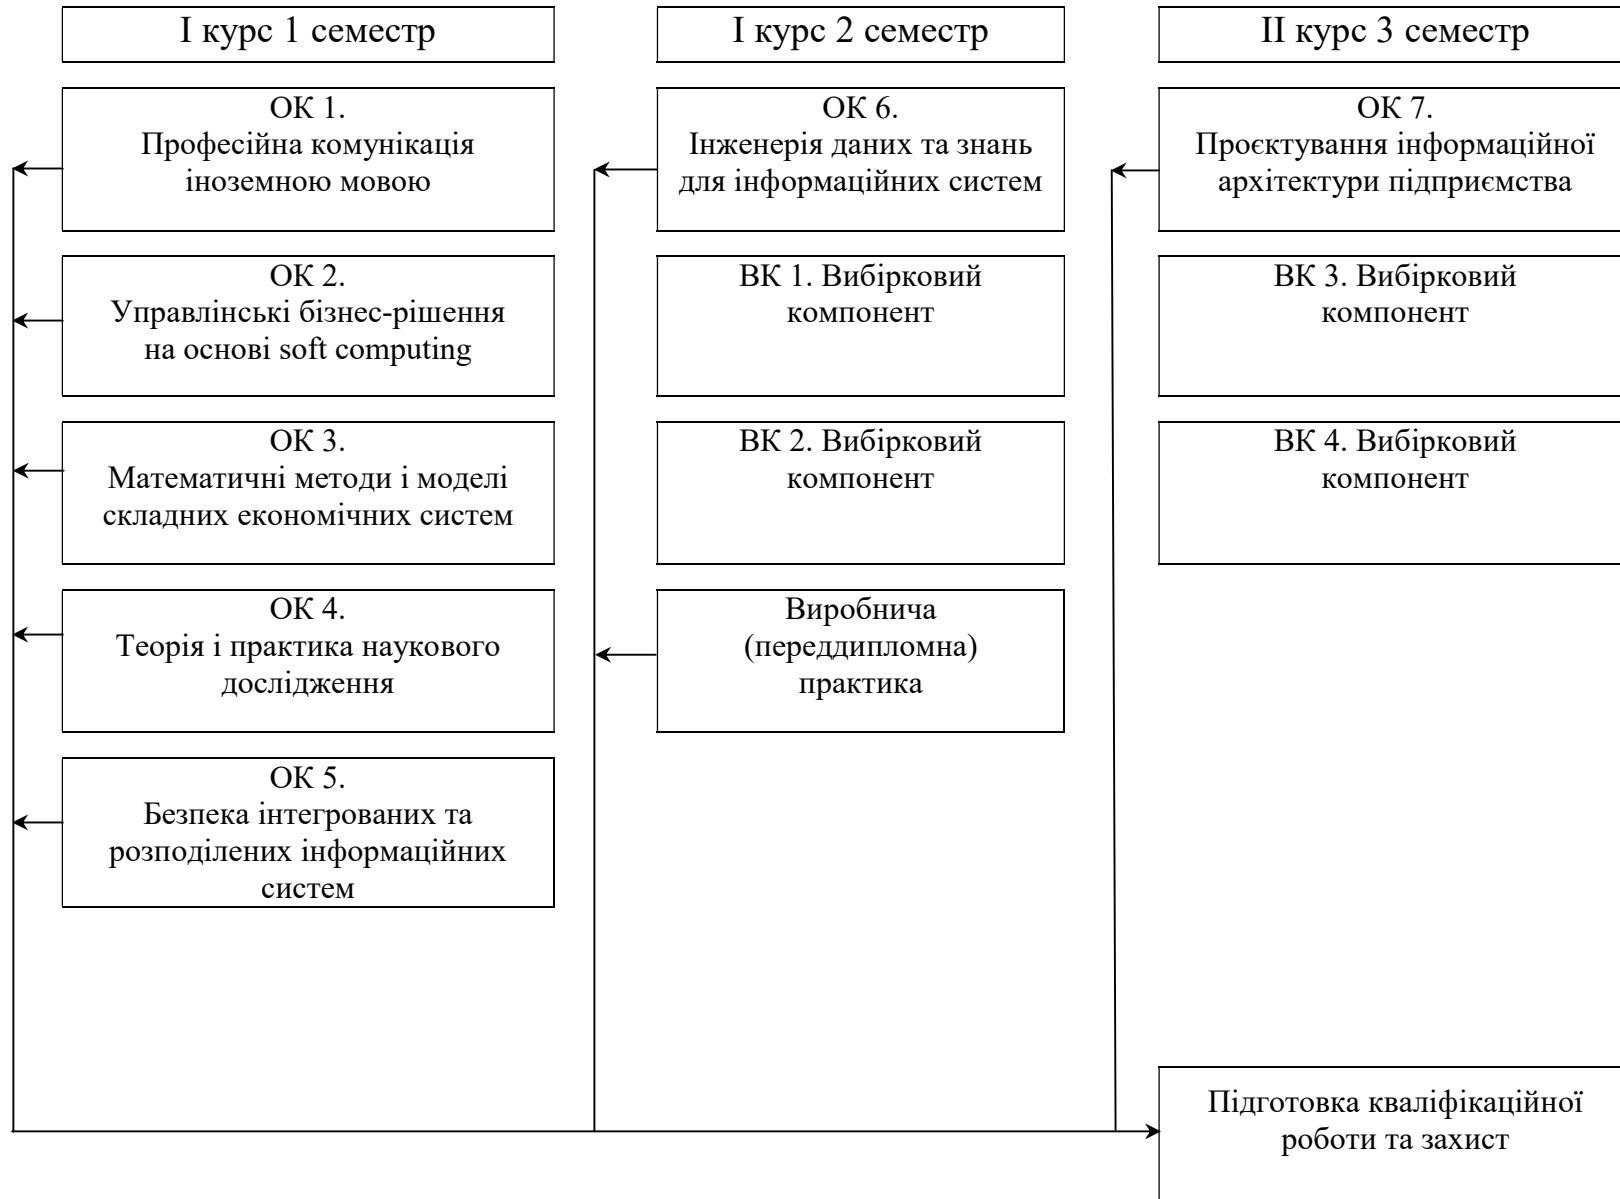 І курс 1 семестр
І курс 2 семестр
ІІ курс 3 семестр
ОК 1.
Професійна комунікація
іноземною мовою
ОК 6.
Інженерія даних та знань
для інформаційних систем
ОК 7.
Проєктування інформаційної
архітектури підприємства
ОК 2.
Управлінські бізнес-рішення
на основі soft computing
ВК 1. Вибірковий
компонент
ВК 3. Вибірковий
компонент
ОК 3.
Математичні методи і моделі
складних економічних систем
ВК 2. Вибірковий
компонент
ВК 4. Вибірковий
компонент
ОК 4.
Теорія і практика наукового
дослідження
Виробнича
(переддипломна)
практика
ОК 5.
Безпека інтегрованих та
розподілених інформаційних
систем
Підготовка кваліфікаційної
роботи та захист